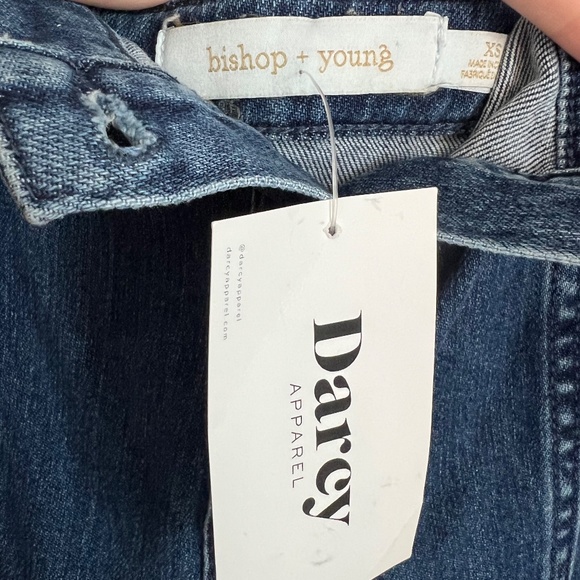 bishop + young
XS
MADE IN
Darcy
APPAREL
@darcyapparel
darcyapparel.com